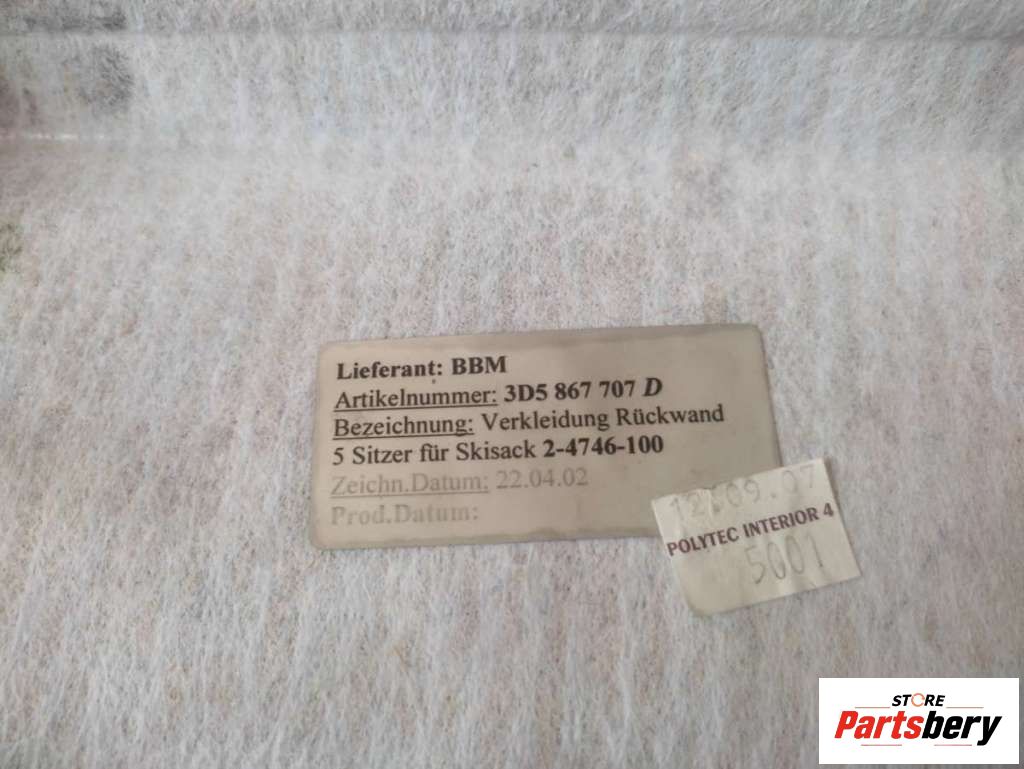 Lieferant: BBM
Artikelnummer: 3D5 867 707 D
Bezeichnung: Verkleidung Rückwand
5 Sitzer für Skisack 2-4746-100
Zeichn.Datum: 22.04.02
Prod.Datum:
POLYTEC INTERIOR 4
5001
STORE
Partsbery